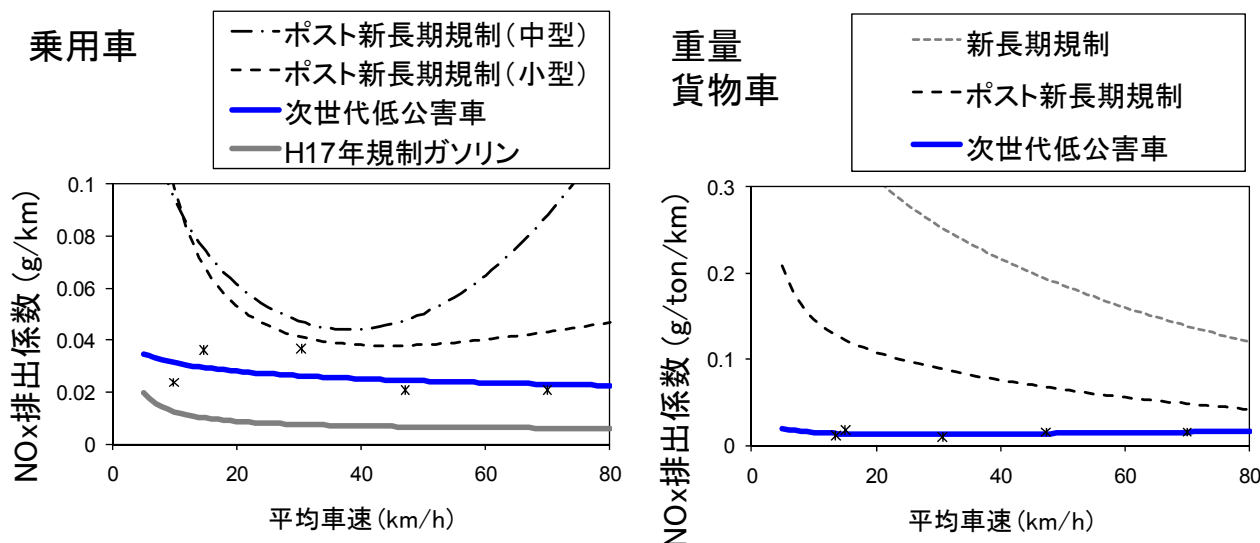 乗用車
ポスト新長期規制(中型)
ポスト新長期規制(小型)
次世代低公害車
H17年規制ガソリン
NOx排出係数 (g/km)
0.1
0.08
0.06
0.04
0.02
0
0 20 40 60 80
平均車速(km/h)
重量
貨物車
新長期規制
ポスト新長期規制
次世代低公害車
NOx排出係数 (g/ton/km)
0.3
0.2
0.1
0
0 20 40 60 80
平均車速(km/h)